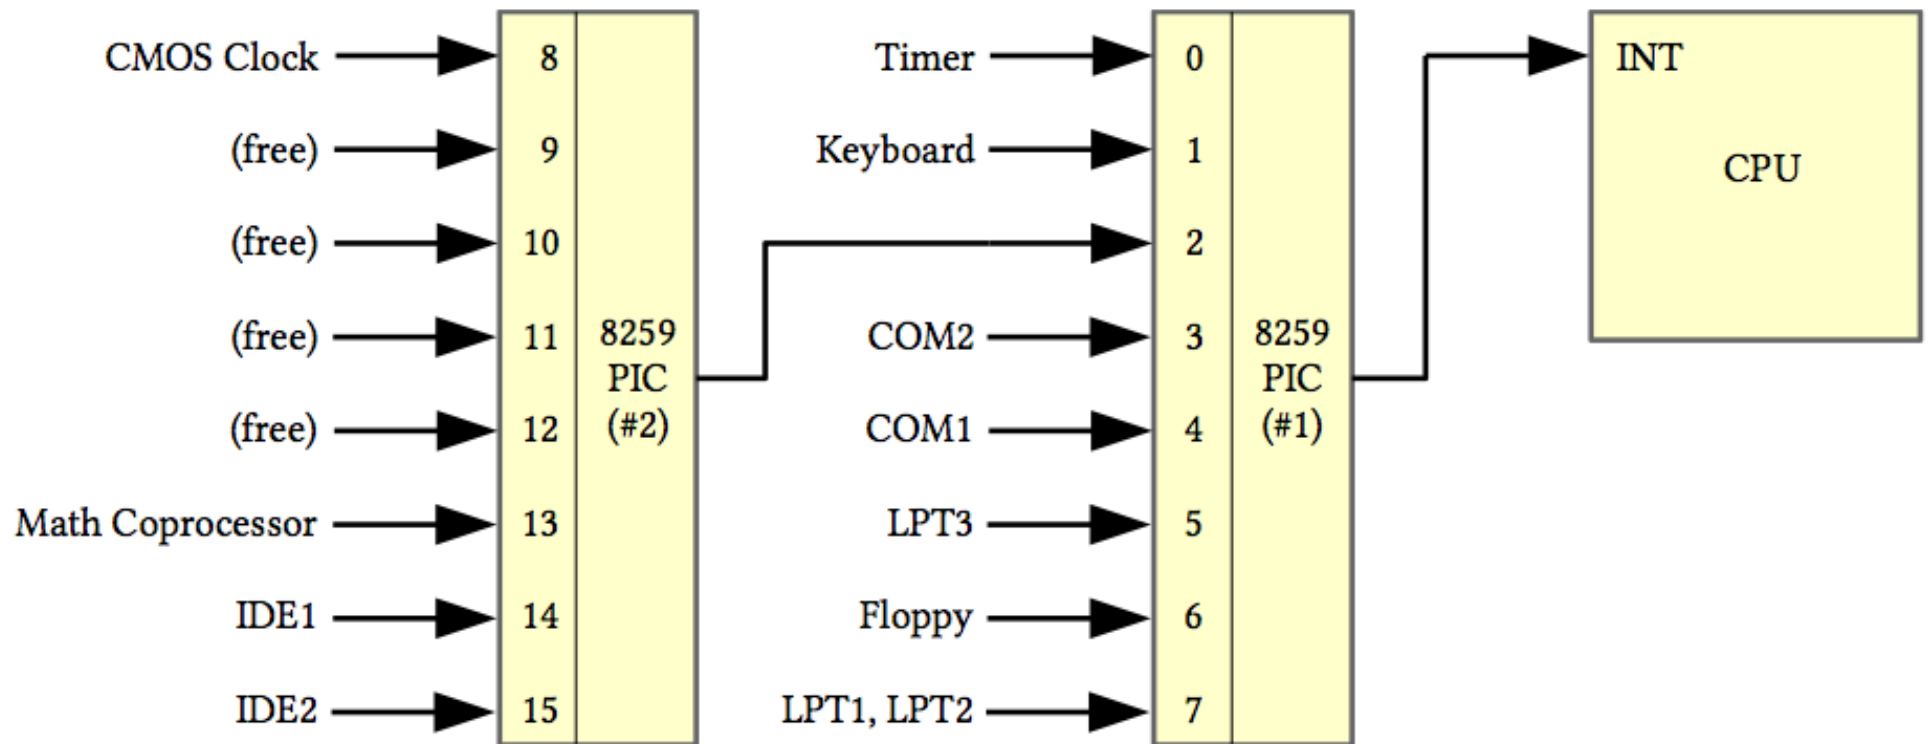 CMOS Clock
8
(free)
9
(free)
10
(free)
11
(free)
12
Math Coprocessor
13
IDE1
14
IDE2
15
8259
PIC
(#2)
Timer
0
Keyboard
1
2
COM2
3
COM1
4
LPT3
5
Floppy
6
LPT1, LPT2
7
8259
PIC
(#1)
INT
CPU